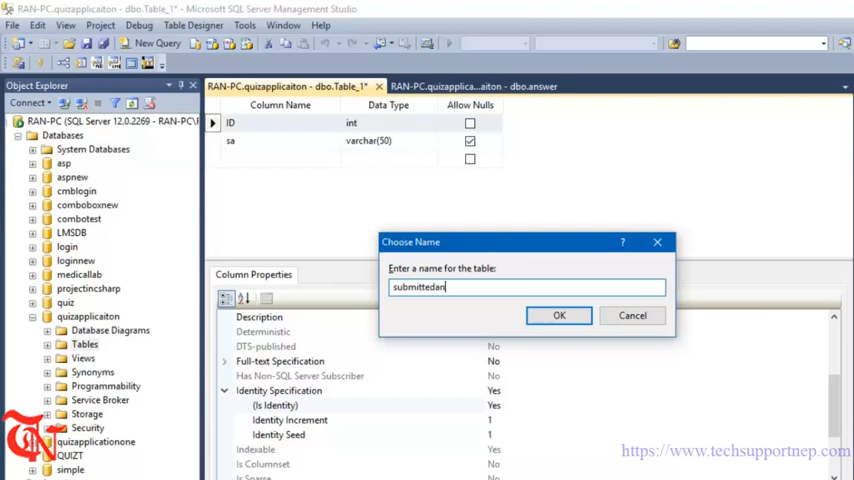 RAN-PC.quizapplicaiton - dbo.Table_1* - Microsoft SQL Server Management Studio
File Edit View Project Debug Table Designer Tools Window Help
New Query
Object Explorer
Connect
RAN-PC (SQL Server 12.0.2269 - RAN-PC\R
Databases
System Databases
asp
aspnew
cmblogin
comboboxnew
combotest
LMSDB
login
loginnew
medicallab
projectincsharp
quiz
quizapplicaiton
Database Diagrams
Tables
Views
Synonyms
Programmability
Service Broker
Storage
Security
quizapplicationone
QUIZT
simple
RAN-PC.quizapplicaiton - dbo.Table_1* RAN-PC.quizapplica...aiton - dbo.answer
Column Name Data Type Allow Nulls
ID int
sa varchar(50)
Choose Name ?
Enter a name for the table:
submittedan
OK Cancel
Column Properties
Description
Deterministic No
DTS-published No
Full-text Specification No
Has Non-SQL Server Subscriber No
Identity Specification Yes
(Is Identity) Yes
Identity Increment 1
Identity Seed 1
Indexable Yes
Is Columnset No
Is Sparse No
https://www.techsupportnep.com